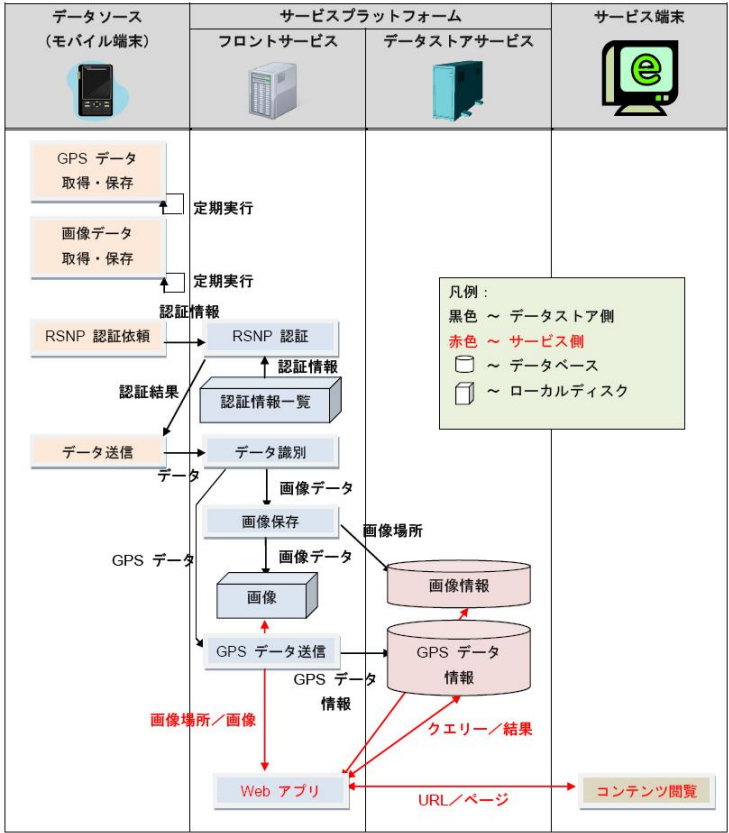 データソース
(モバイル端末)
サービスプラットフォーム
フロントサービス
データストアサービス
サービス端末
e
GPS データ
取得・保存
定期実行
画像データ
取得・保存
定期実行
凡例：
黒色 ～ データストア側
赤色 ～ サービス側
～ データベース
～ ローカルディスク
認証情報
RSNP 認証依頼
RSNP 認証
認証情報
認証結果
認証情報一覧
データ送信
データ識別
データ
画像データ
画像保存
画像場所
GPS データ
画像データ
画像情報
画像
GPS データ送信
GPS データ
情報
GPS データ
情報
画像場所／画像
クエリー／結果
Web アプリ
URL／ページ
コンテンツ閲覧